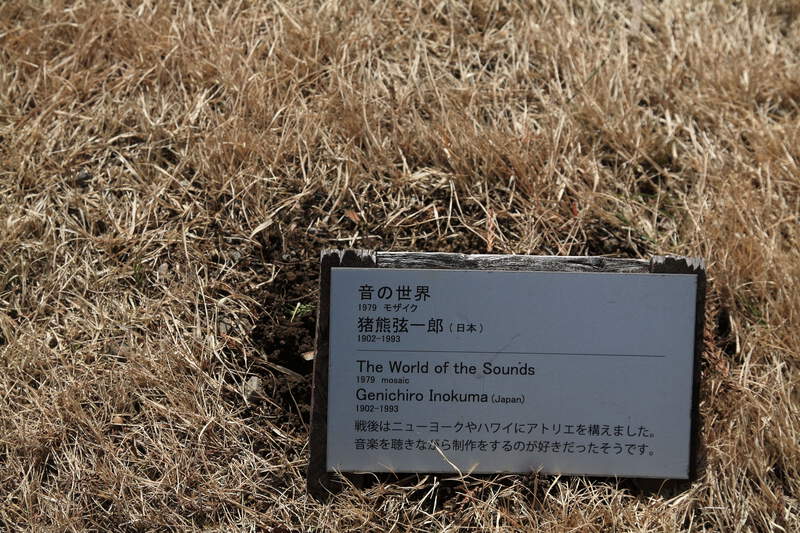 音の世界
1979 モザイク
猪熊弦一郎（日本）
1902-1993
The World of the Sounds
1979 mosaic
Genichiro Inokuma (Japan)
1902-1993
戦後はニューヨークやハワイにアトリエを構えました。
音楽を聴きながら制作をするのが好きだったそうです。